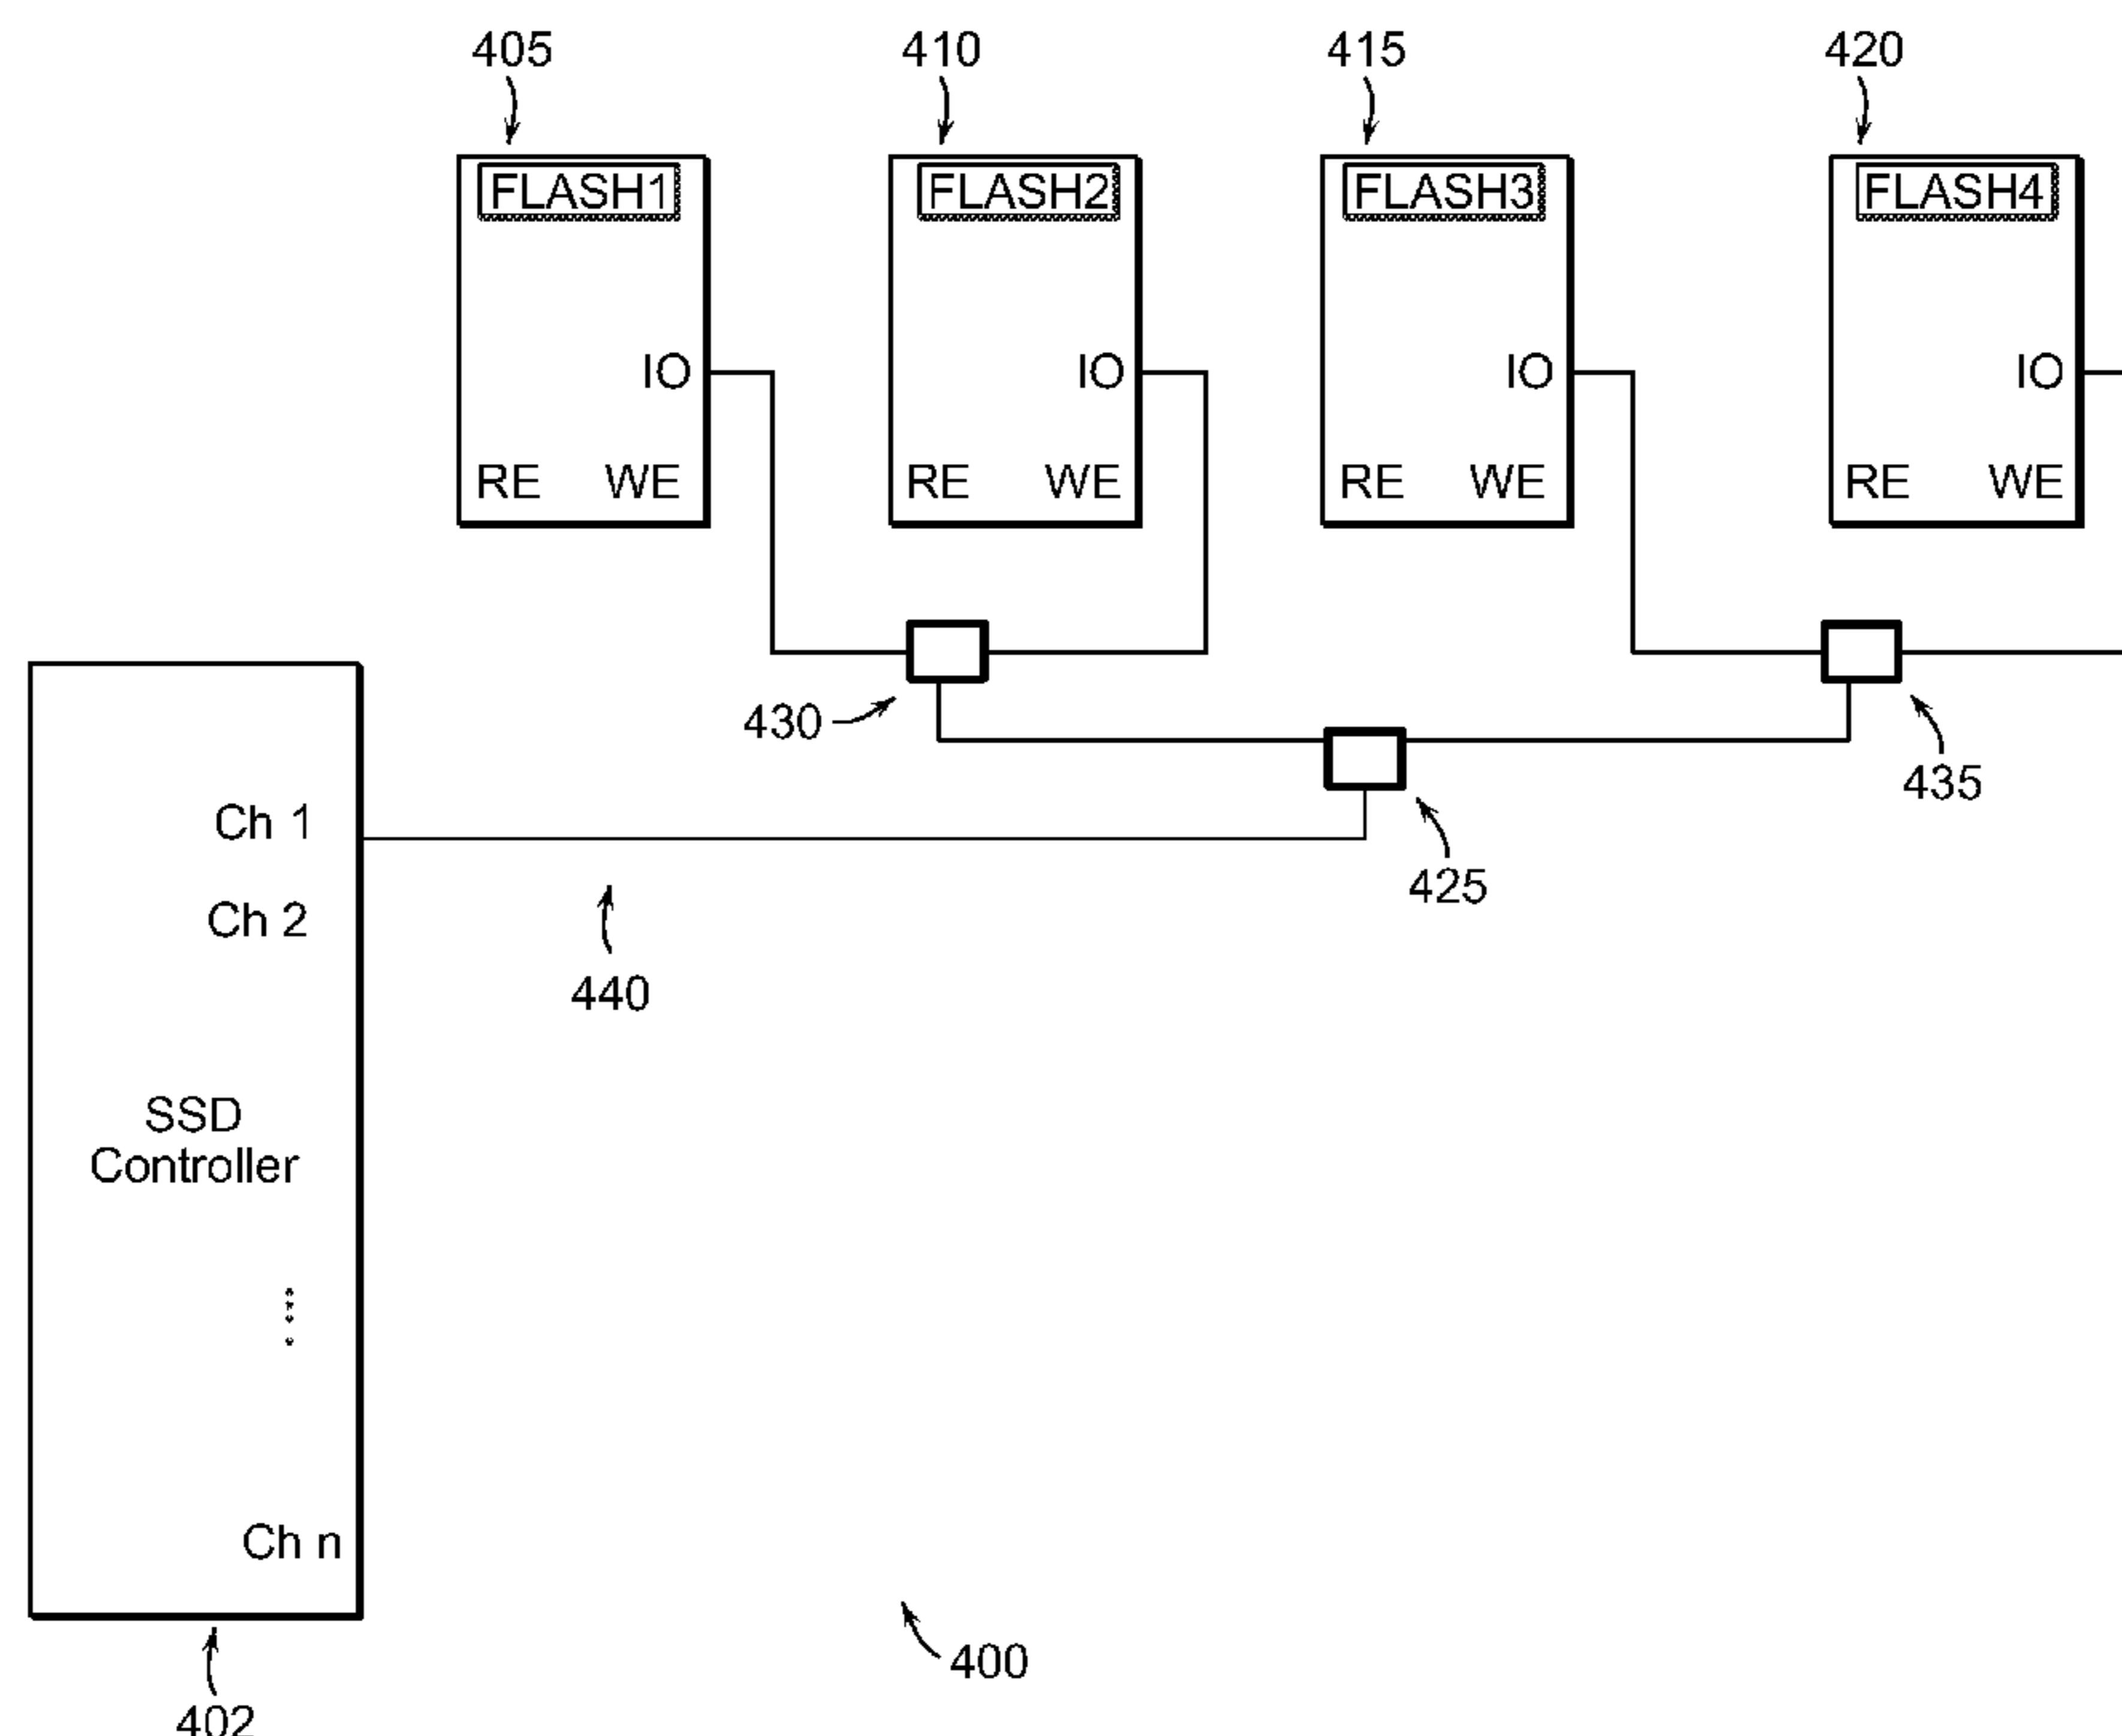 405 410 415 420
FLASH1 FLASH2 FLASH3 FLASH4
IO IO IO IO
RE WE RE WE RE WE RE WE
430
435
Ch 1
425
Ch 2
440
SSD
Controller
Ch n
400
402